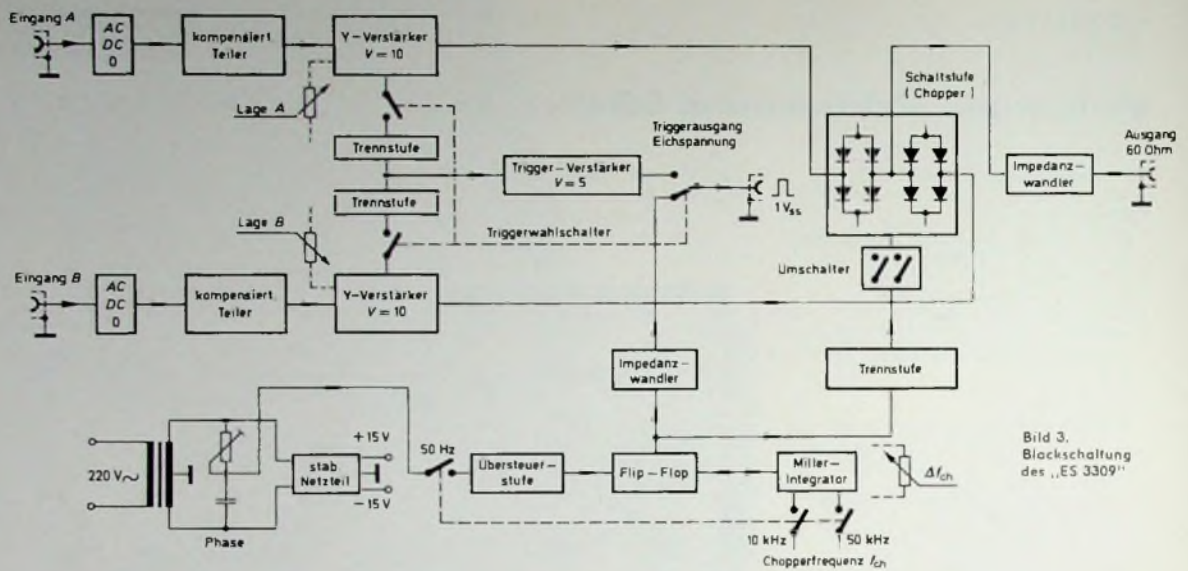 Eingang A
AC
DC
0
kompensiert.
Teiler
Y-Verstärker
V = 10
Lage A
Trennstufe
Trennstufe
Trigger-Verstärker
V = 5
Triggerausgang
Eichspannung
1 Vss
Schaltstufe
(Chopper)
Impedanz-
wandler
Ausgang
60 Ohm
Lage B
Triggerwahlschalter
Umschalter
Eingang B
AC
DC
0
kompensiert.
Teiler
Y-Verstärker
V = 10
Impedanz-
wandler
Trennstufe
220 V~
Phase
stab
Netzteil
+15 V
-15 V
50 Hz
Übersteuer-
stufe
Flip-Flop
Miller-
Integrator
Δfch
10 kHz
50 kHz
Chopperfrequenz fch
Bild 3.
Blockschaltung
des „ES 3309"